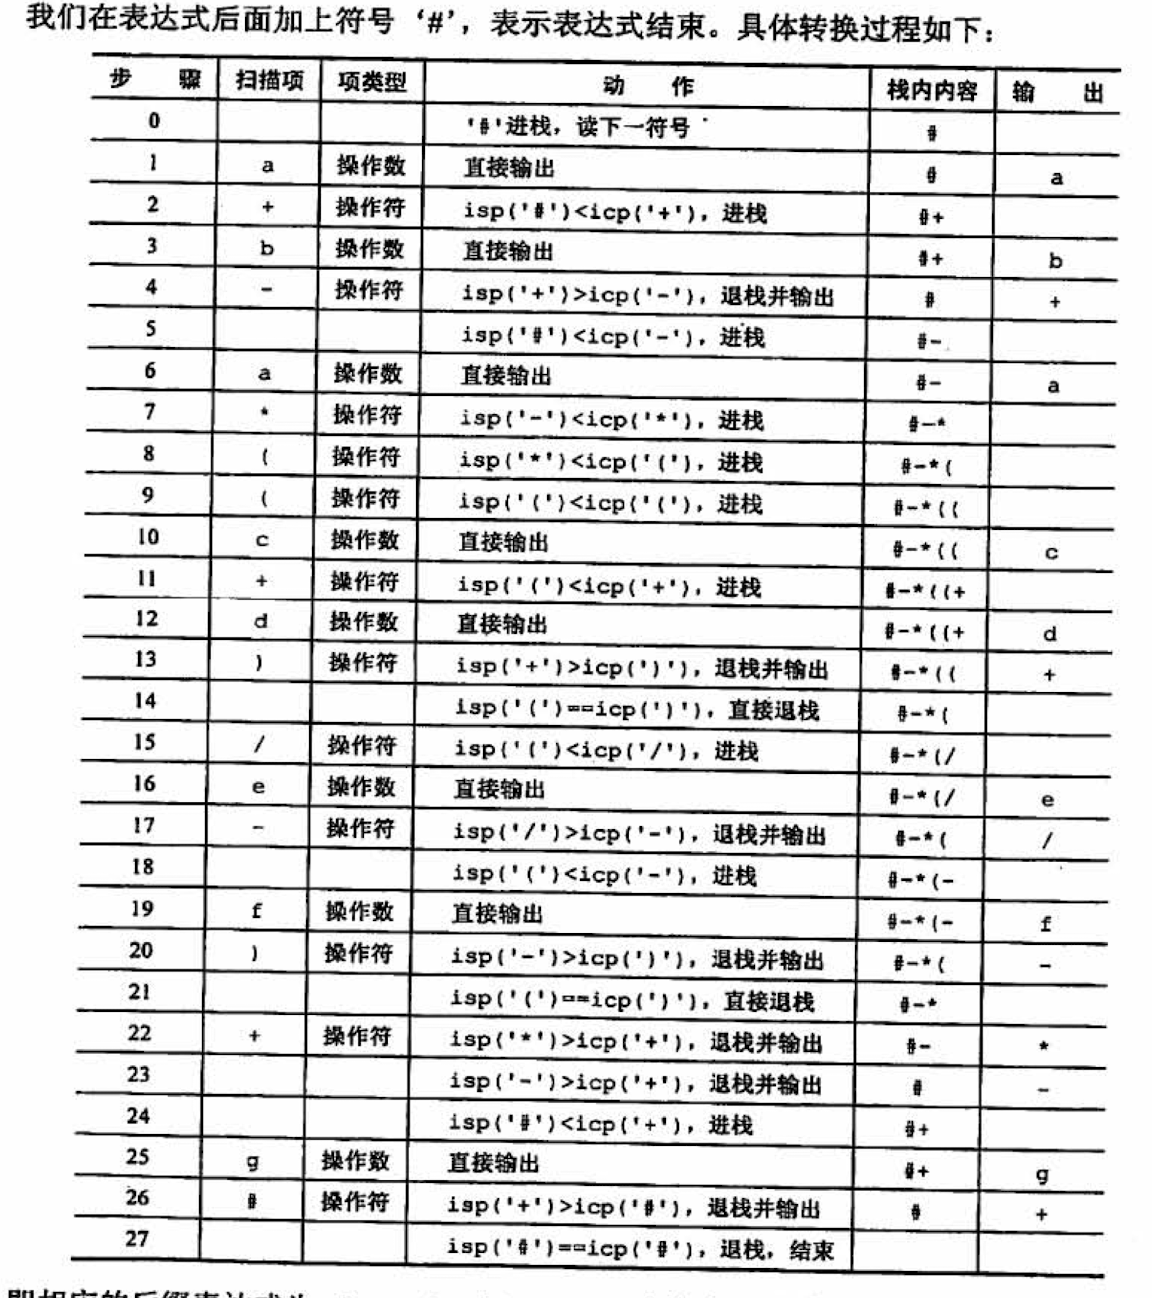 我们在表达式后面加上符号‘#’，表示表达式结束。具体转换过程如下：
步 骤 扫描项 项类型 动 作 栈内内容 输 出
0 '#'进栈，读下一符号 #
1 a 操作数 直接输出 # a
2 + 操作符 isp('#')<icp('+')，进栈 #+
3 b 操作数 直接输出 #+ b
4 - 操作符 isp('+')>icp('-')，退栈并输出 # +
5 isp('#')<icp('-')，进栈 #-
6 a 操作数 直接输出 #- a
7 * 操作符 isp('-')<icp('*')，进栈 #-*
8 ( 操作符 isp('*')<icp('(')，进栈 #-*(
9 ( 操作符 isp('(')<icp('(')，进栈 #-*((
10 c 操作数 直接输出 #-*(( c
11 + 操作符 isp('(')<icp('+')，进栈 #-*((+
12 d 操作数 直接输出 #-*((+ d
13 ) 操作符 isp('+')>icp(')')，退栈并输出 #-*(( +
14 isp('(')==icp(')')，直接退栈 #-*(
15 / 操作符 isp('(')<icp('/')，进栈 #-*(/
16 e 操作数 直接输出 #-*(/ e
17 - 操作符 isp('/')>icp('-')，退栈并输出 #-*( /
18 isp('(')<icp('-')，进栈 #-*(-
19 f 操作数 直接输出 #-*(- f
20 ) 操作符 isp('-')>icp(')')，退栈并输出 #-*( -
21 isp('(')==icp(')')，直接退栈 #-*
22 + 操作符 isp('*')>icp('+')，退栈并输出 #- *
23 isp('-')>icp('+')，退栈并输出 # -
24 isp('#')<icp('+')，进栈 #+
25 g 操作数 直接输出 #+ g
26 # 操作符 isp('+')>icp('#')，退栈并输出 # +
27 isp('#')==icp('#')，退栈，结束